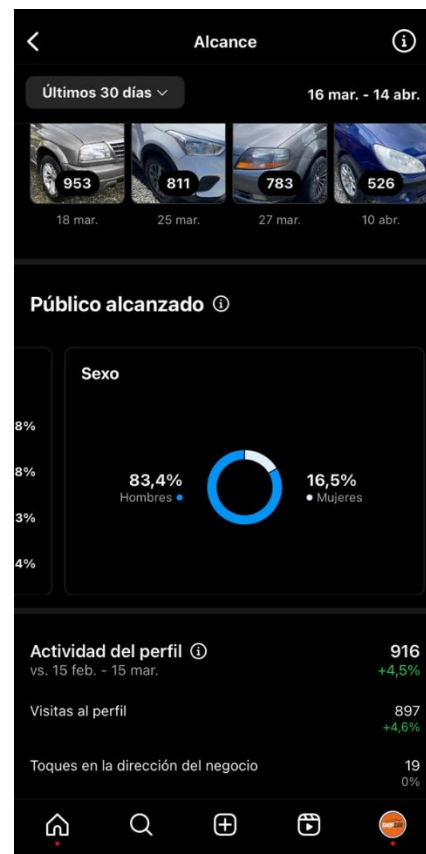 Alcance
Últimos 30 días
16 mar. - 14 abr.
953
811
783
526
18 mar.
25 mar.
27 mar.
10 abr.
Público alcanzado
Sexo
8%
8%
3%
4%
83,4%
Hombres
16,5%
Mujeres
Actividad del perfil
916
vs. 15 feb. - 15 mar.
+4,5%
Visitas al perfil
897
+4,6%
Toques en la dirección del negocio
19
0%